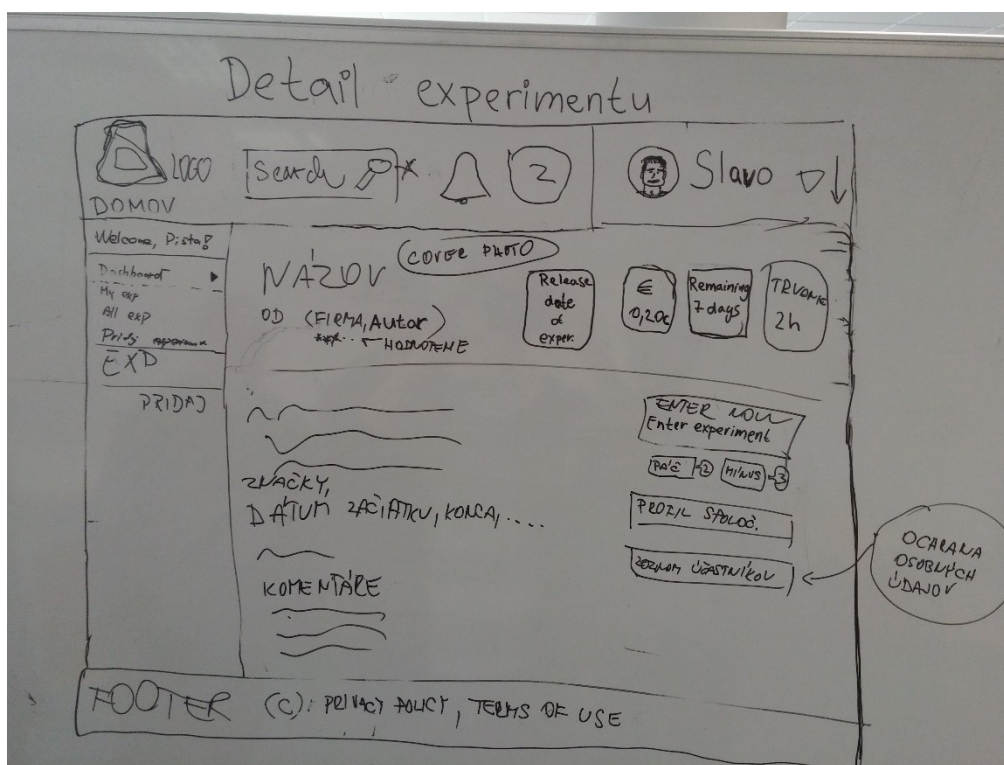 Detail experimentu
LOGO
Search
2
Slavo
DOMOV
Welcome, Pista!
Dashboard
My exp
All exp
Pridaj
EXP
PRIDAJ
NÁZOV
COVER PHOTO
OD (FIRMA, Autor)
***.. ← HODNOTENIE
Release
date
of
exper.
€
0,20c
Remaining
7 days
TRVANIE
2h
ZNAČKY,
DÁTUM ZAČIATKU, KONCA, ....
KOMENTÁRE
ENTER NOW
Enter experiment
PÁČ 2 MÍNUS 3
PROFIL SPOLOČ.
ZOZNAM ÚČASTNÍKOV
OCHRANA
OSOBNÝCH
ÚDAJOV
FOOTER (C): PRIVACY POLICY, TERMS OF USE